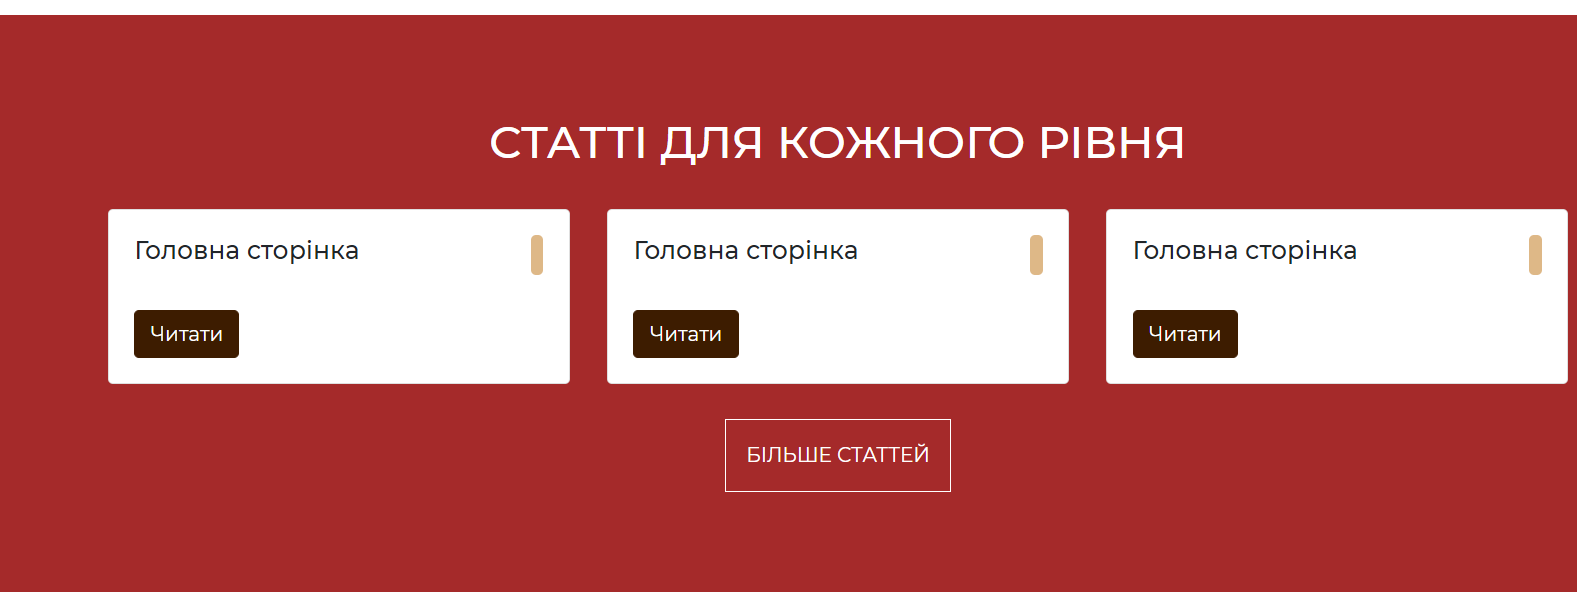 СТАТТІ ДЛЯ КОЖНОГО РІВНЯ
Головна сторінка
Читати
Головна сторінка
Читати
Головна сторінка
Читати
БІЛЬШЕ СТАТТЕЙ